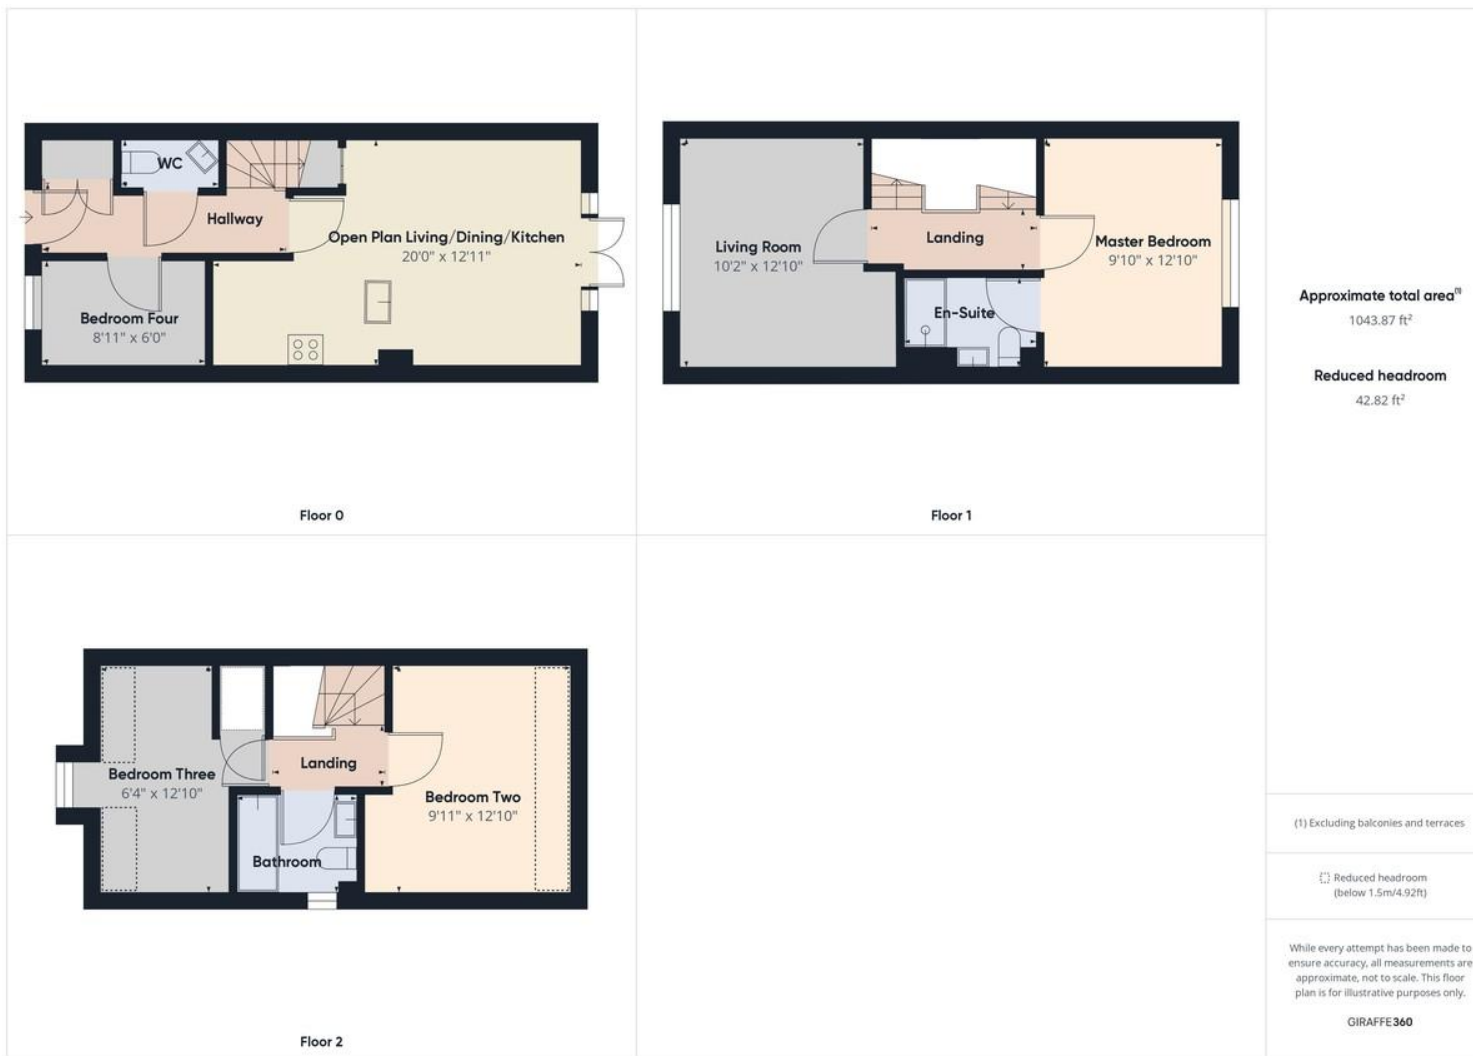 WC
Hallway
Open Plan Living/Dining/Kitchen
20'0" x 12'11"
Bedroom Four
8'11" x 6'0"
Floor 0
Living Room
10'2" x 12'10"
Landing
Master Bedroom
9'10" x 12'10"
En-Suite
Floor 1
Bedroom Three
6'4" x 12'10"
Landing
Bedroom Two
9'11" x 12'10"
Bathroom
Floor 2
Approximate total area(1)
1043.87 ft²
Reduced headroom
42.82 ft²
(1) Excluding balconies and terraces
Reduced headroom
(below 1.5m/4.92ft)
While every attempt has been made to
ensure accuracy, all measurements are
approximate, not to scale. This floor
plan is for illustrative purposes only.
GIRAFFE360